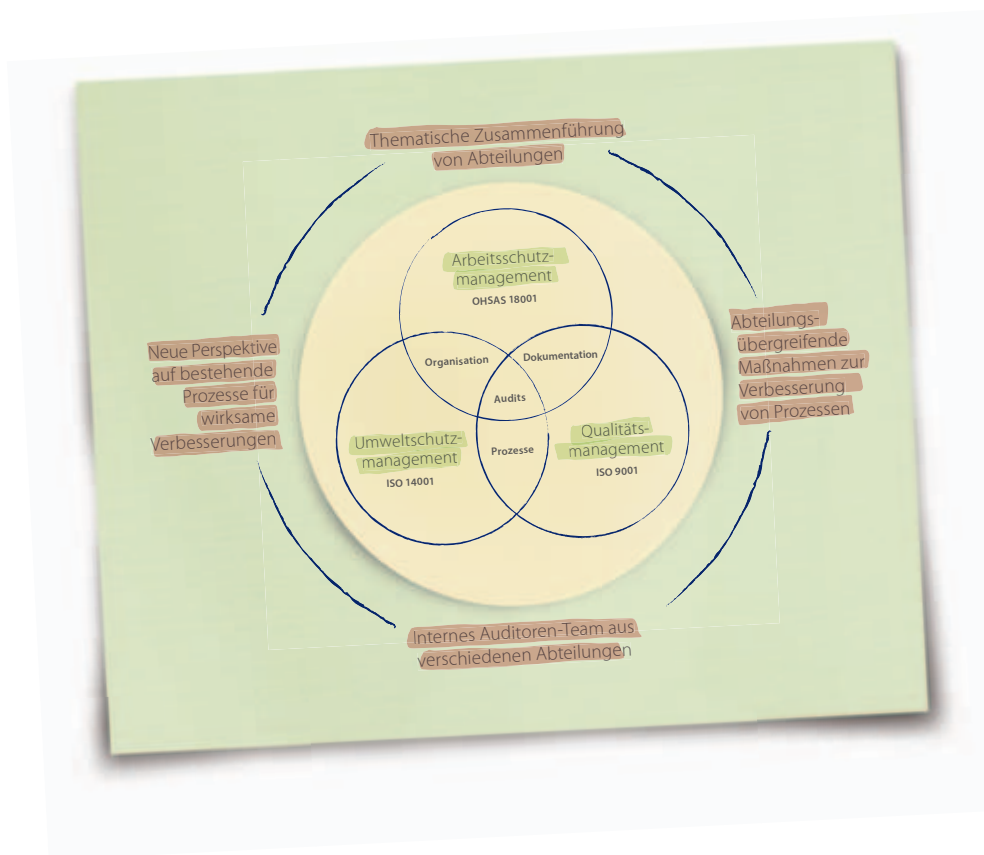 Thematische Zusammenführung
von Abteilungen
Arbeitsschutz-
management
OHSAS 18001
Abteilungs-
übergreifende
Maßnahmen zur
Verbesserung
von Prozessen
Neue Perspektive
auf bestehende
Prozesse für
wirksame
Verbesserungen
Organisation
Dokumentation
Audits
Umweltschutz-
management
ISO 14001
Prozesse
Qualitäts-
management
ISO 9001
Internes Auditoren-Team aus
verschiedenen Abteilungen